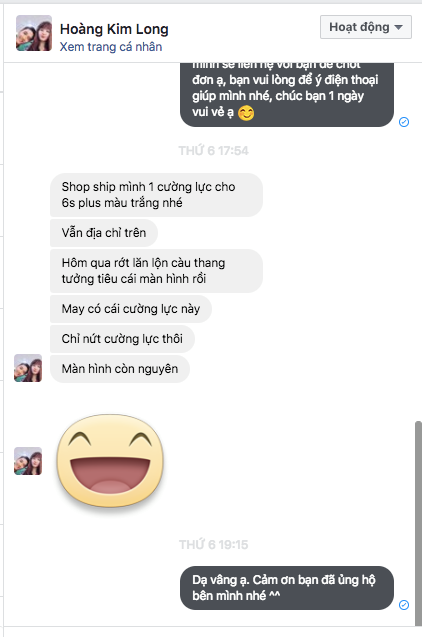 Hoàng Kim Long
Hoạt động
Xem trang cá nhân
mình sẽ liên hệ với bạn để chốt
đơn ạ, bạn vui lòng để ý điện thoại
giúp mình nhé, chúc bạn 1 ngày
vui vẻ ạ 😊
THỨ 6 17:54
Shop ship mình 1 cường lực cho
6s plus màu trắng nhé
Vẫn địa chỉ trên
Hôm qua rớt lăn lộn càu thang
tưởng tiêu cái màn hình rồi
May có cái cường lực này
Chỉ nứt cường lực thôi
Màn hình còn nguyên
THỨ 6 19:15
Dạ vâng ạ. Cảm ơn bạn đã ủng hộ
bên mình nhé ^^